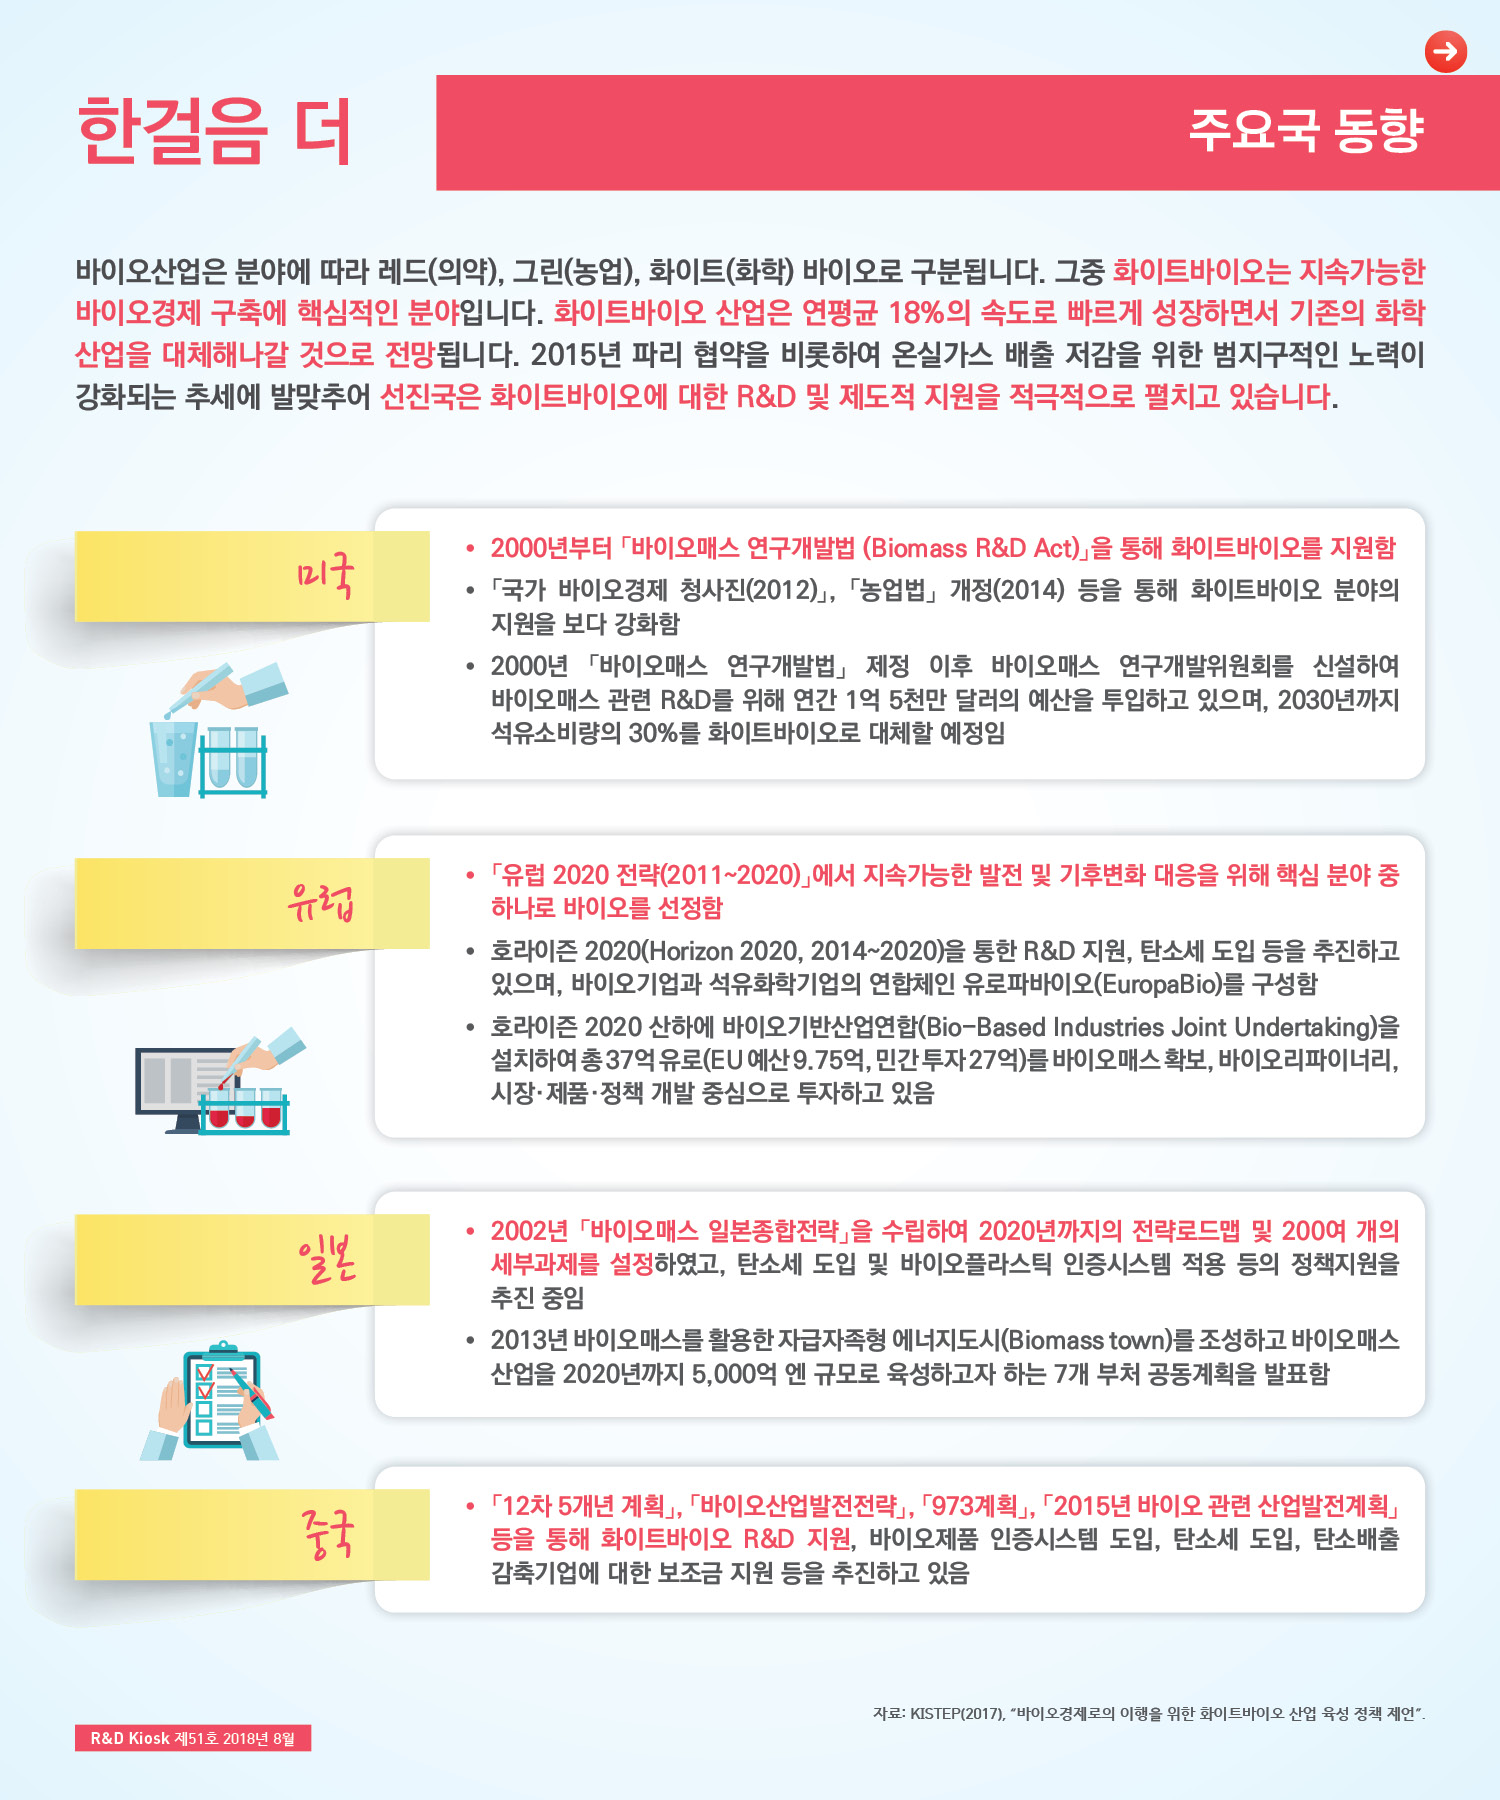 한걸음 더
주요국 동향
바이오산업은 분야에 따라 레드(의약), 그린(농업), 화이트(화학) 바이오로 구분됩니다. 그중 화이트바이오는 지속가능한
바이오경제 구축에 핵심적인 분야입니다. 화이트바이오 산업은 연평균 18%의 속도로 빠르게 성장하면서 기존의 화학
산업을 대체해나갈 것으로 전망됩니다. 2015년 파리 협약을 비롯하여 온실가스 배출 저감을 위한 범지구적인 노력이
강화되는 추세에 발맞추어 선진국은 화이트바이오에 대한 R&D 및 제도적 지원을 적극적으로 펼치고 있습니다.
미국
• 2000년부터 「바이오매스 연구개발법 (Biomass R&D Act)」을 통해 화이트바이오를 지원함
• 「국가 바이오경제 청사진(2012)」, 「농업법」 개정(2014) 등을 통해 화이트바이오 분야의
지원을 보다 강화함
• 2000년 「바이오매스 연구개발법」 제정 이후 바이오매스 연구개발위원회를 신설하여
바이오매스 관련 R&D를 위해 연간 1억 5천만 달러의 예산을 투입하고 있으며, 2030년까지
석유소비량의 30%를 화이트바이오로 대체할 예정임
유럽
• 「유럽 2020 전략(2011~2020)」에서 지속가능한 발전 및 기후변화 대응을 위해 핵심 분야 중
하나로 바이오를 선정함
• 호라이즌 2020(Horizon 2020, 2014~2020)을 통한 R&D 지원, 탄소세 도입 등을 추진하고
있으며, 바이오기업과 석유화학기업의 연합체인 유로파바이오(EuropaBio)를 구성함
• 호라이즌 2020 산하에 바이오기반산업연합(Bio-Based Industries Joint Undertaking)을
설치하여 총 37억 유로(EU 예산 9.75억, 민간 투자 27억)를 바이오매스 확보, 바이오리파이너리,
시장·제품·정책 개발 중심으로 투자하고 있음
일본
• 2002년 「바이오매스 일본종합전략」을 수립하여 2020년까지의 전략로드맵 및 200여 개의
세부과제를 설정하였고, 탄소세 도입 및 바이오플라스틱 인증시스템 적용 등의 정책지원을
추진 중임
• 2013년 바이오매스를 활용한 자급자족형 에너지도시(Biomass town)를 조성하고 바이오매스
산업을 2020년까지 5,000억 엔 규모로 육성하고자 하는 7개 부처 공동계획을 발표함
중국
• 「12차 5개년 계획」, 「바이오산업발전전략」, 「973계획」, 「2015년 바이오 관련 산업발전계획」
등을 통해 화이트바이오 R&D 지원, 바이오제품 인증시스템 도입, 탄소세 도입, 탄소배출
감축기업에 대한 보조금 지원 등을 추진하고 있음
자료: KISTEP(2017), “바이오경제로의 이행을 위한 화이트바이오 산업 육성 정책 제언”.
R&D Kiosk 제51호 2018년 8월